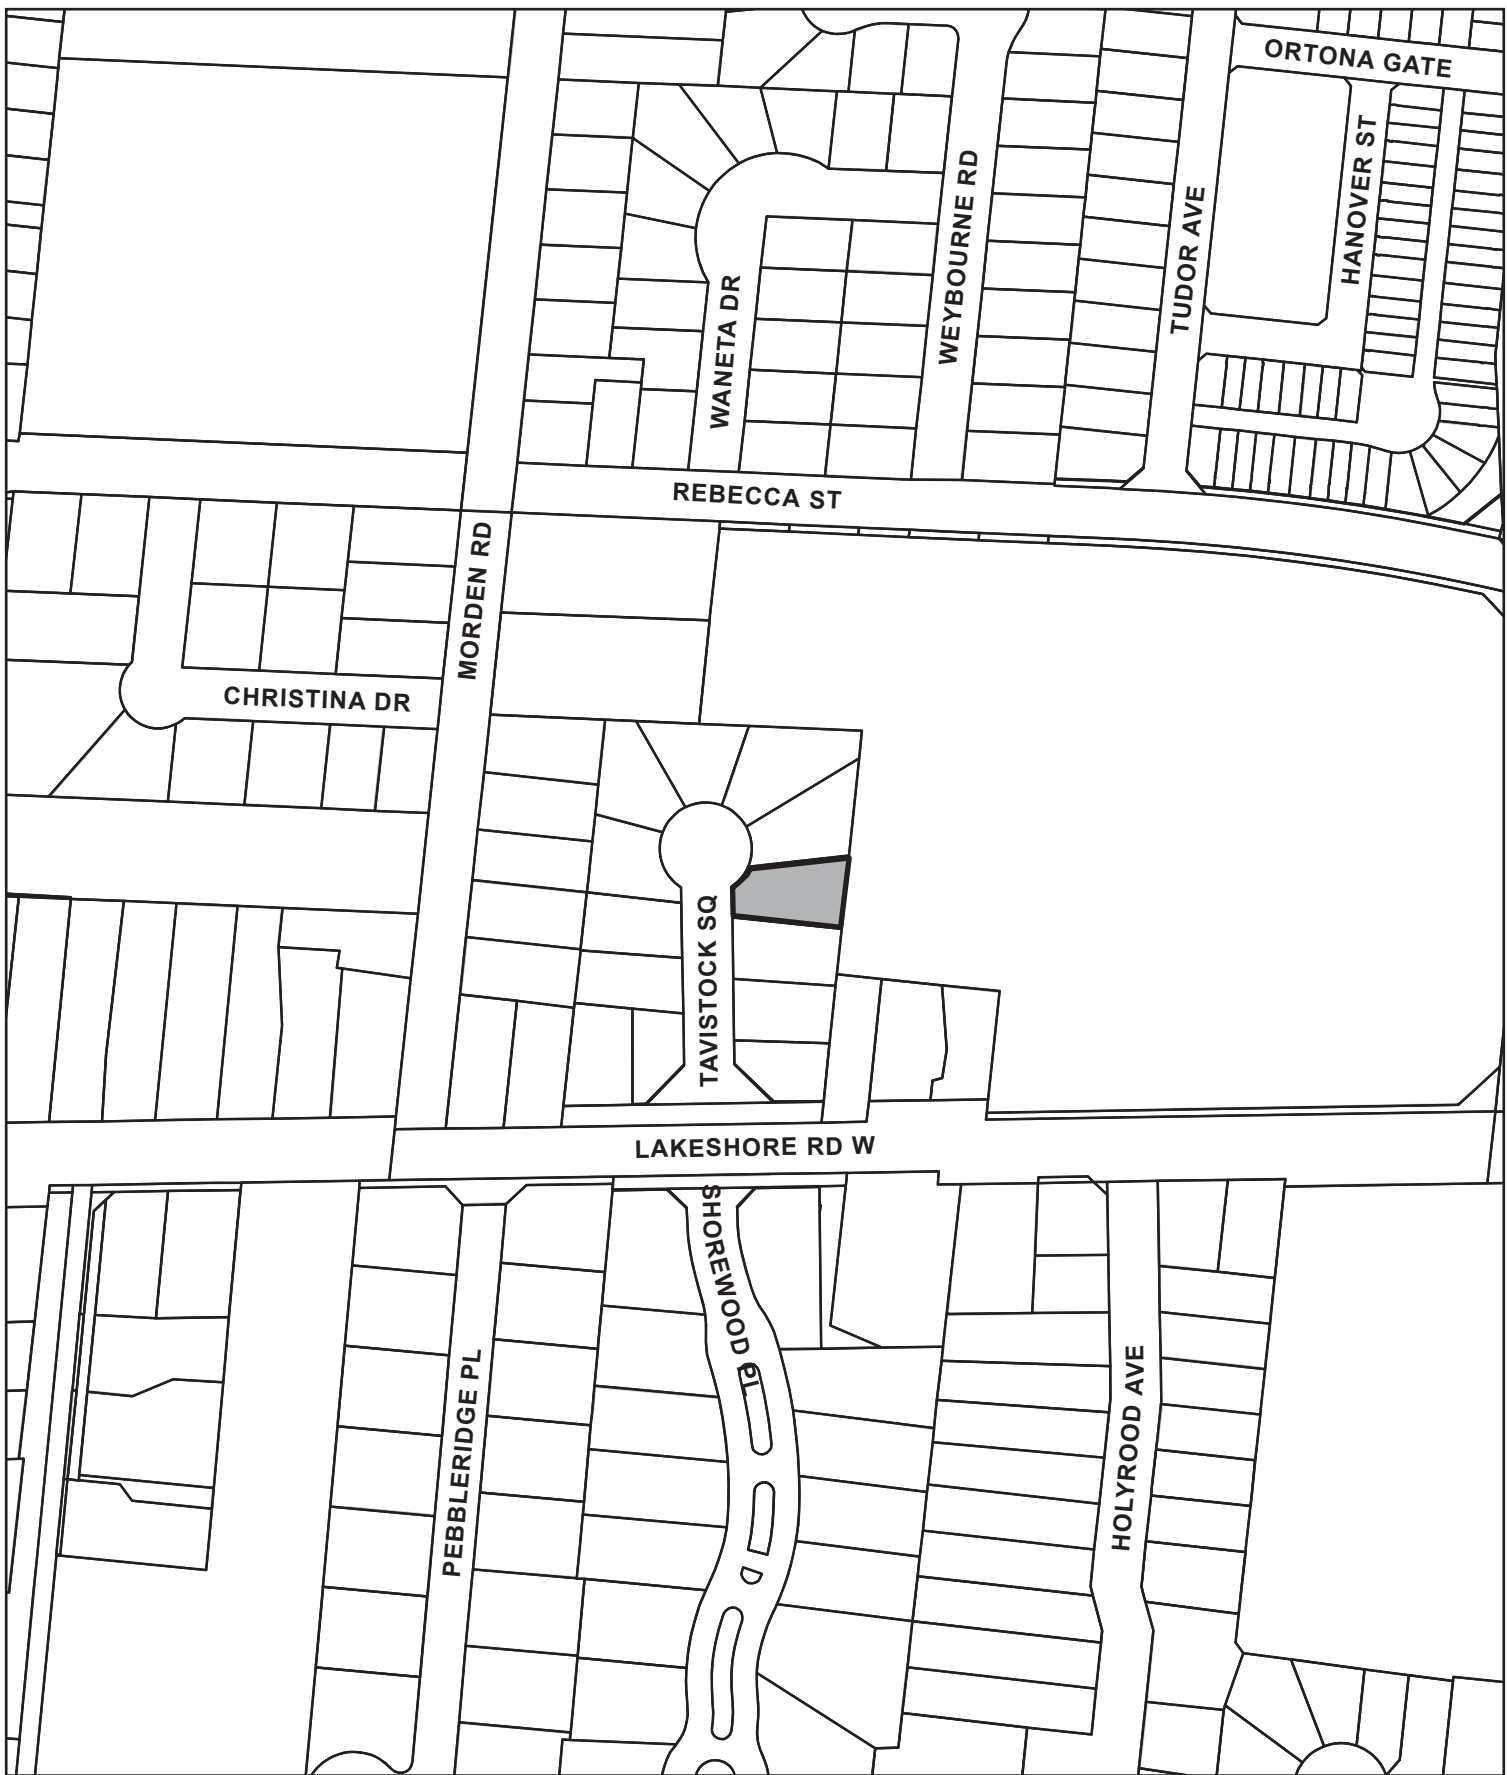 ORTONA GATE
HANOVER ST
TUDOR AVE
WEYBOURNE RD
WANETA DR
REBECCA ST
MORDEN RD
CHRISTINA DR
TAVISTOCK SQ
LAKESHORE RD W
SHOREWOOD PL
PEBBLERIDGE PL
HOLYROOD AVE